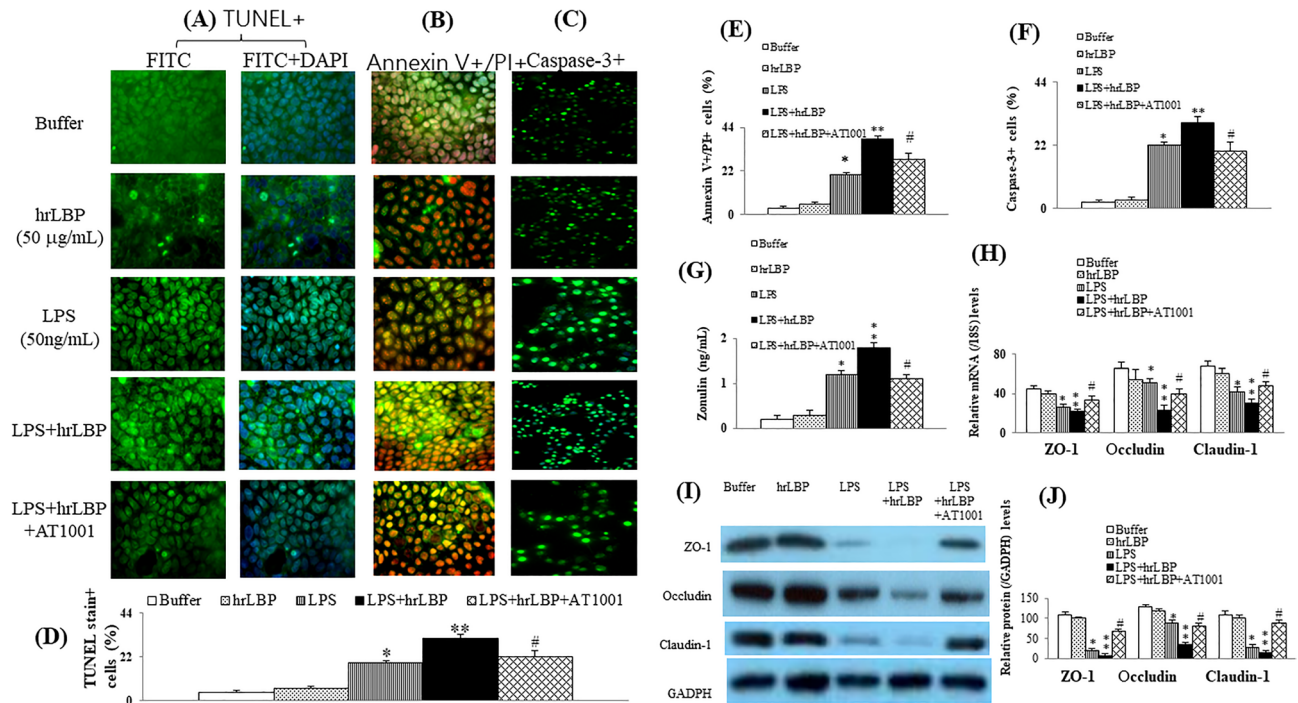 (A) TUNEL+
(B)
(C)
FITC
FITC+DAPI
Annexin V+/PI+
Caspase-3+
Buffer
hrLBP
(50 µg/mL)
LPS
(50ng/mL)
LPS+hrLBP
LPS+hrLBP
+AT1001
Buffer hrLBP LPS LPS+hrLBP LPS+hrLBP+AT1001
(D)
TUNEL stain+
cells (%)
44
22
0
*
**
#
(E)
Buffer
hrLBP
LPS
LPS+hrLBP
LPS+hrLBP+AT1001
Annexin V+/PI+ cells (%)
44
22
0
*
**
#
(F)
Buffer
hrLBP
LPS
LPS+hrLBP
LPS+hrLBP+AT1001
Caspase-3+ cells (%)
44
22
0
*
**
#
(G)
Buffer
hrLBP
LPS
LPS+hrLBP
LPS+hrLBP+AT1001
Zonulin (ng/mL)
2
1
0
*
**
#
(H)
Buffer
hrLBP
LPS
LPS+hrLBP
LPS+hrLBP+AT1001
Relative mRNA (/18S) levels
80
40
0
* ** #
* ** #
* ** #
ZO-1 Occludin Claudin-1
(I)
Buffer hrLBP LPS LPS LPS
+hrLBP +hrLBP
+AT1001
ZO-1
Occludin
Claudin-1
GADPH
(J)
Buffer
hrLBP
LPS
LPS+hrLBP
LPS+hrLBP+AT1001
Relative protein (/GADPH) levels
150
100
50
0
* ** #
* ** #
* ** #
ZO-1 Occludin Claudin-1